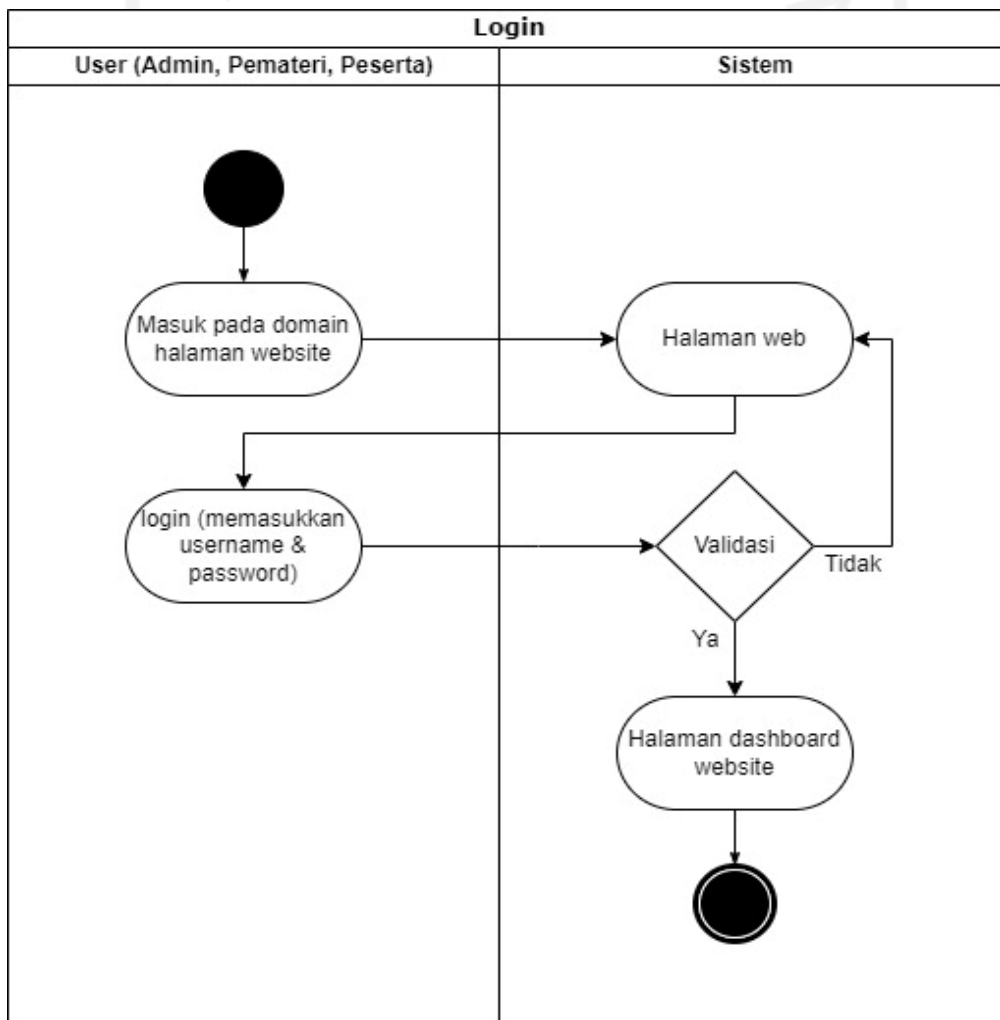 Login
User (Admin, Pemateri, Peserta)
Sistem
Masuk pada domain
halaman website
Halaman web
login (memasukkan
username &
password)
Validasi
Tidak
Ya
Halaman dashboard
website